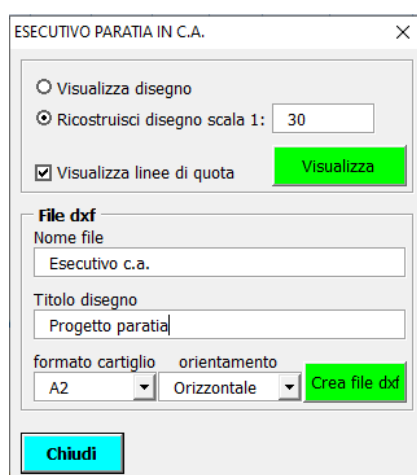 ESECUTIVO PARATIA IN C.A.
Visualizza disegno
Ricostruisci disegno scala 1: 30
Visualizza linee di quota Visualizza
File dxf
Nome file
Esecutivo c.a.
Titolo disegno
Progetto paratia
formato cartiglio orientamento
A2 Orizzontale Crea file dxf
Chiudi